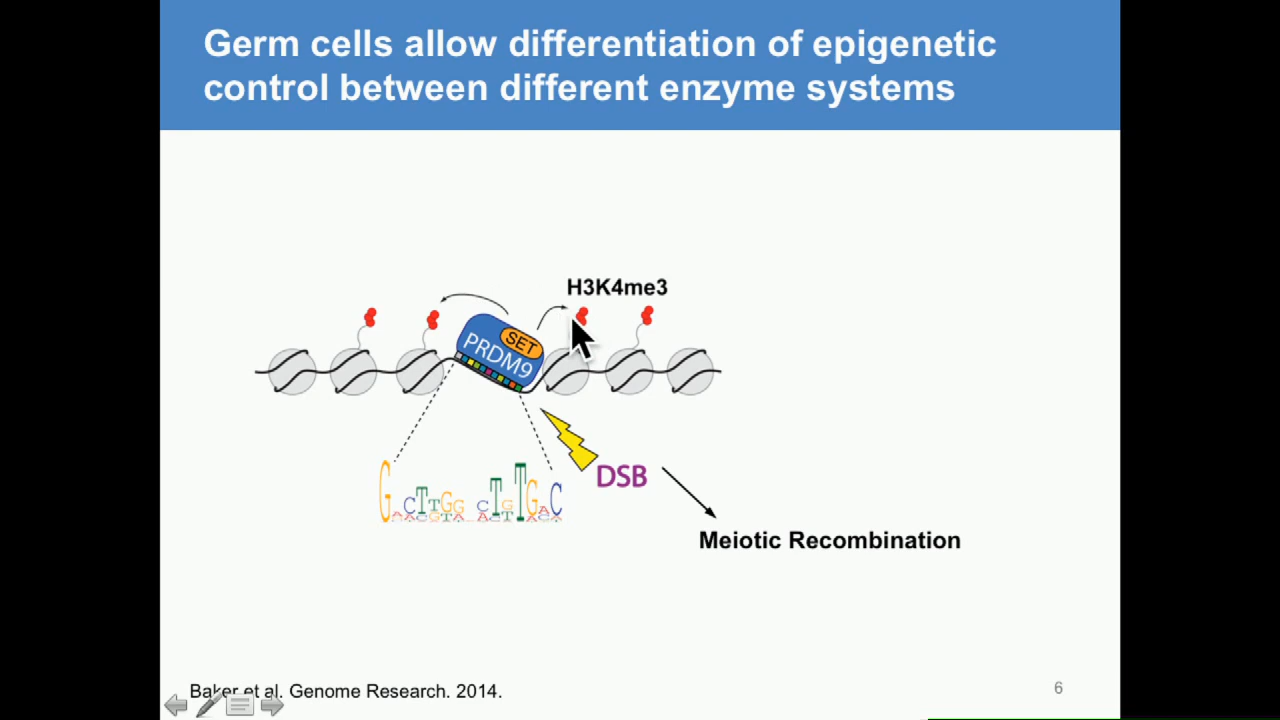 Germ cells allow differentiation of epigenetic
control between different enzyme systems
H3K4me3
SET
PRDM9
DSB
Meiotic Recombination
Baker et al. Genome Research. 2014.
6